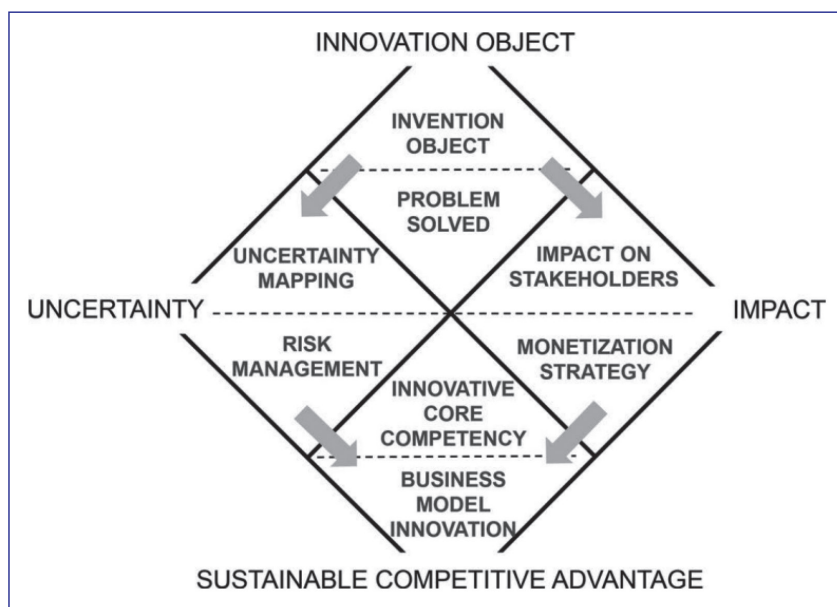 INNOVATION OBJECT
INVENTION
OBJECT
PROBLEM
SOLVED
UNCERTAINTY
MAPPING
IMPACT ON
STAKEHOLDERS
UNCERTAINTY
IMPACT
RISK
MANAGEMENT
MONETIZATION
STRATEGY
INNOVATIVE
CORE
COMPETENCY
BUSINESS
MODEL
INNOVATION
SUSTAINABLE COMPETITIVE ADVANTAGE